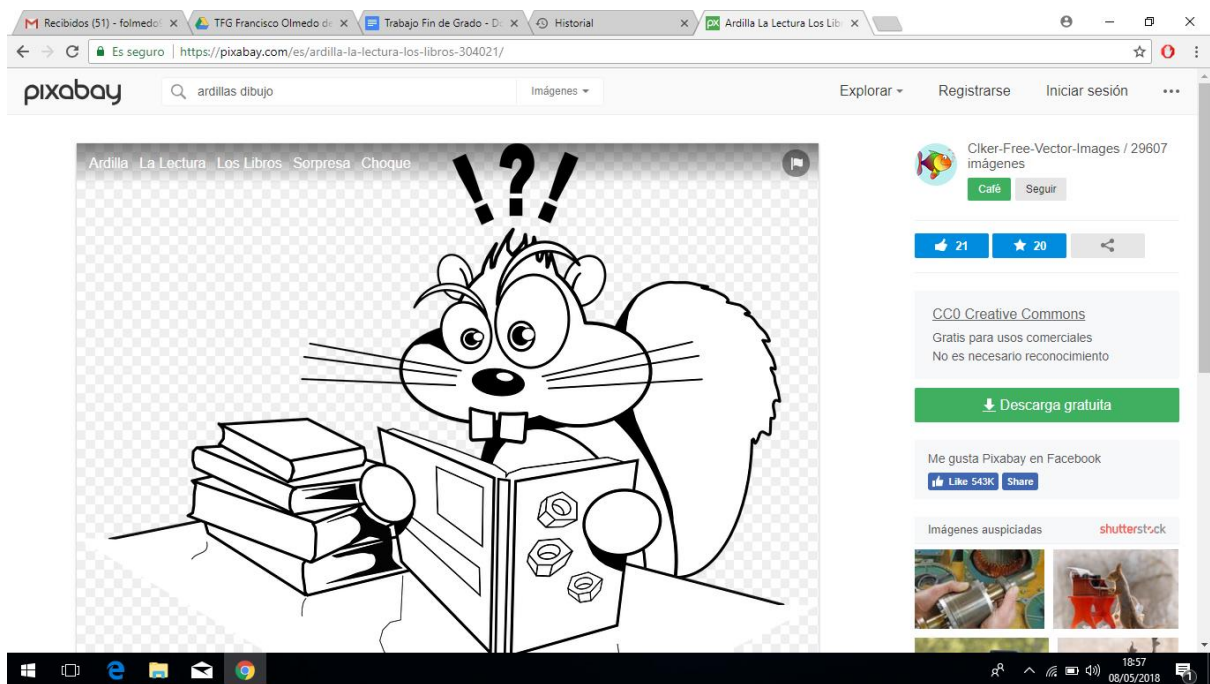 Recibidos (51) - folmedo
TFG Francisco Olmedo de
Trabajo Fin de Grado - Do
Historial
Ardilla La Lectura Los Lib
Es seguro
https://pixabay.com/es/ardilla-la-lectura-los-libros-304021/
pixabay
ardillas dibujo
Imágenes
Explorar
Registrarse
Iniciar sesión
Ardilla La Lectura Los Libros Sorpresa Choque
!?!
Clker-Free-Vector-Images / 29607
imágenes
Café
Seguir
21
20
CC0 Creative Commons
Gratis para usos comerciales
No es necesario reconocimiento
Descarga gratuita
Me gusta Pixabay en Facebook
Like 543K
Share
Imágenes auspiciadas
shutterstock
18:57
08/05/2018
1